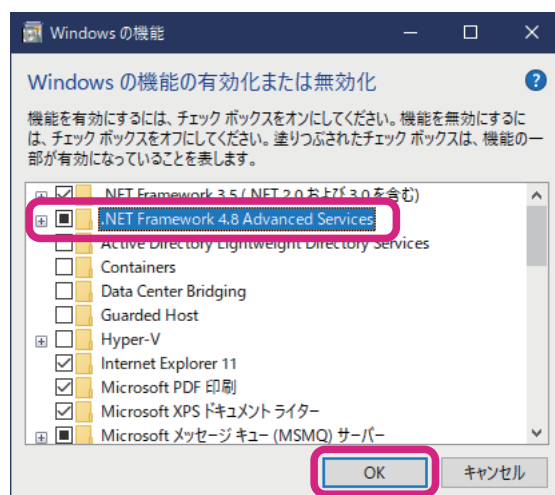 Windows の機能
Windows の機能の有効化または無効化
機能を有効にするには、チェック ボックスをオンにしてください。機能を無効にするに
は、チェック ボックスをオフにしてください。塗りつぶされたチェック ボックスは、機能の一
部が有効になっていることを表します。
.NET Framework 3.5 (.NET 2.0 および 3.0 を含む)
.NET Framework 4.8 Advanced Services
Active Directory Lightweight Directory Services
Containers
Data Center Bridging
Guarded Host
Hyper-V
Internet Explorer 11
Microsoft PDF 印刷
Microsoft XPS ドキュメント ライター
Microsoft メッセージ キュー (MSMQ) サーバー
OK
キャンセル